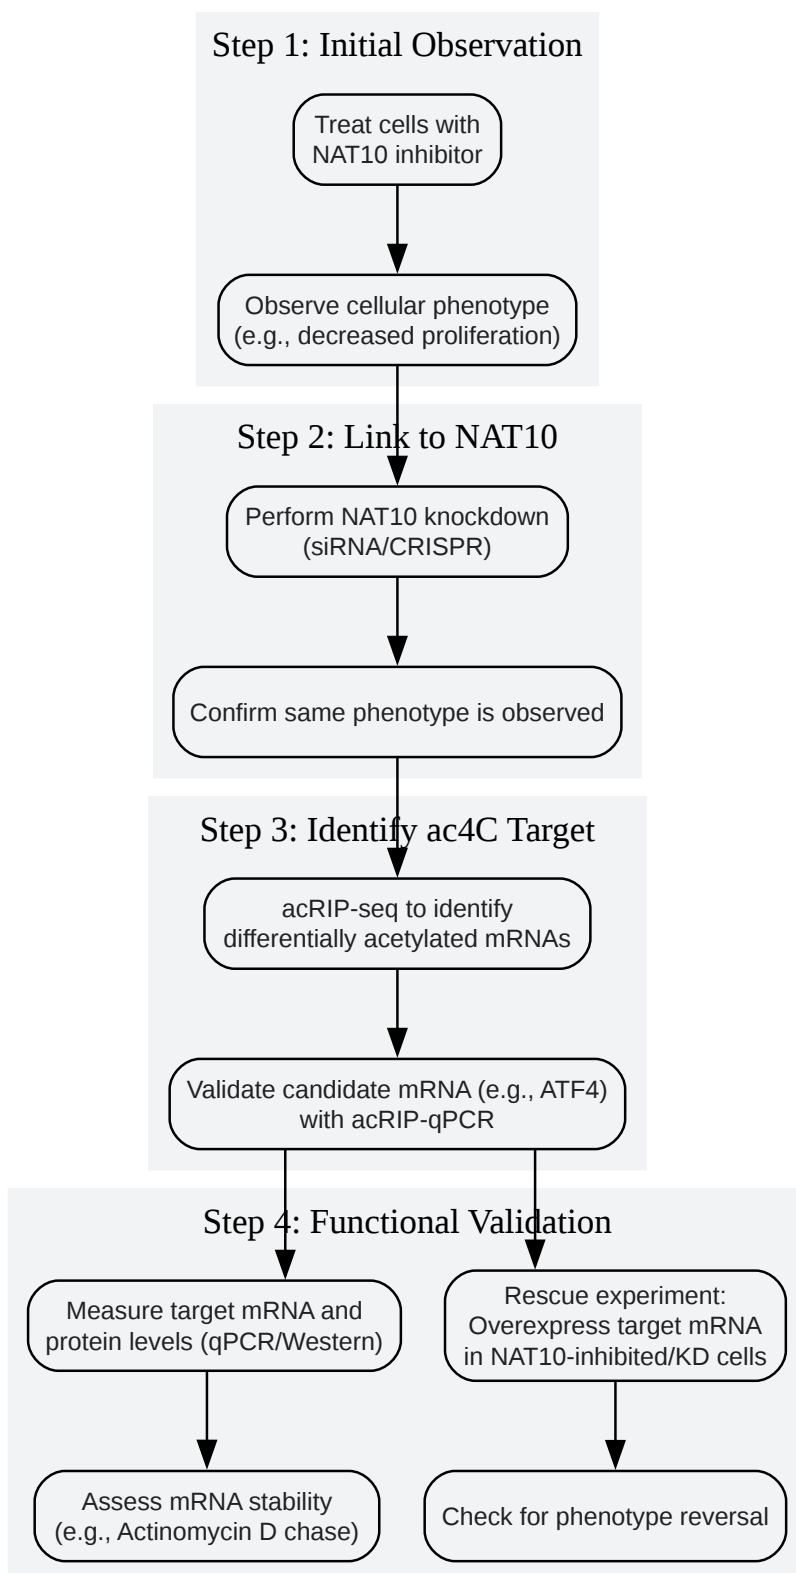 Step 1: Initial Observation
Treat cells with
NAT10 inhibitor
Observe cellular phenotype
(e.g., decreased proliferation)
Step 2: Link to NAT10
Perform NAT10 knockdown
(siRNA/CRISPR)
Confirm same phenotype is observed
Step 3: Identify ac4C Target
acRIP-seq to identify
differentially acetylated mRNAs
Validate candidate mRNA (e.g., ATF4)
with acRIP-qPCR
Step 4: Functional Validation
Measure target mRNA and
protein levels (qPCR/Western)
Assess mRNA stability
(e.g., Actinomycin D chase)
Rescue experiment:
Overexpress target mRNA
in NAT10-inhibited/KD cells
Check for phenotype reversal